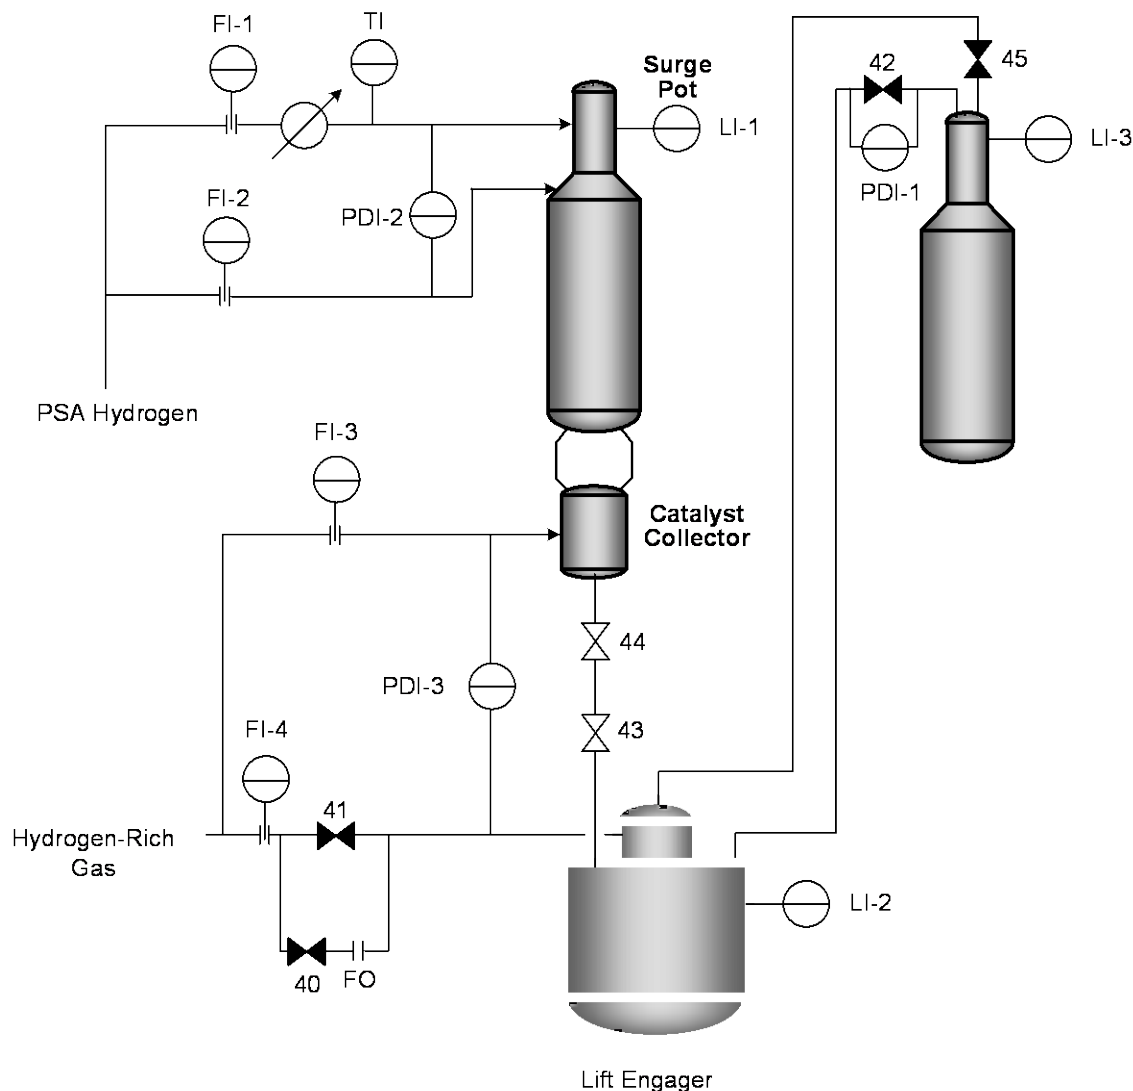 FI-1
TI
Surge
Pot
42
45
LI-1
LI-3
PDI-1
FI-2
PDI-2
PSA Hydrogen
FI-3
Catalyst
Collector
44
PDI-3
43
FI-4
41
Hydrogen-Rich
Gas
LI-2
40
FO
Lift Engager